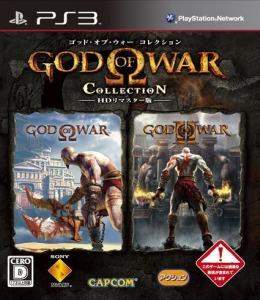 PS3
PlayStation Network
ゴッド・オブ・ウォー コレクション
GOD OF WAR
COLLECTION
HDリマスター版
GOD OF WAR
GOD OF WAR
II
CERO
D
SONY
CAPCOM
アクション